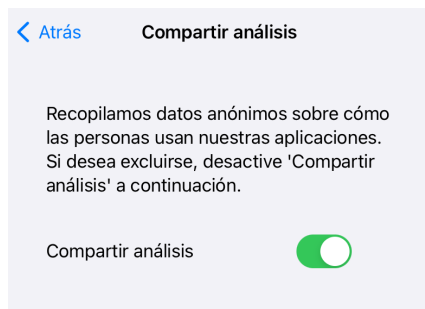 Atrás
Compartir análisis
Recopilamos datos anónimos sobre cómo
las personas usan nuestras aplicaciones.
Si desea excluirse, desactive 'Compartir
análisis' a continuación.
Compartir análisis